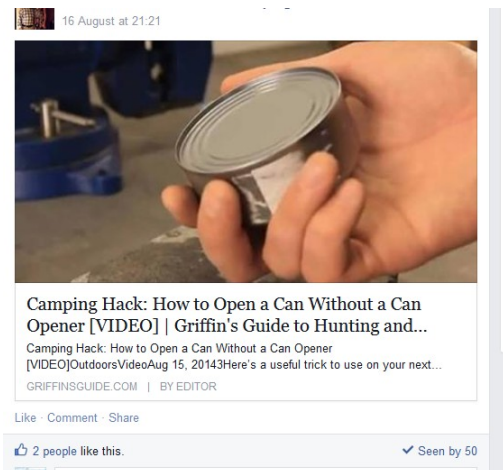 16 August at 21:21
Camping Hack: How to Open a Can Without a Can
Opener [VIDEO] | Griffin's Guide to Hunting and...
Camping Hack: How to Open a Can Without a Can Opener
[VIDEO]OutdoorsVideoAug 15, 20143Here's a useful trick to use on your next...
GRIFFINSGUIDE.COM | BY EDITOR
Like · Comment · Share
2 people like this.
Seen by 50